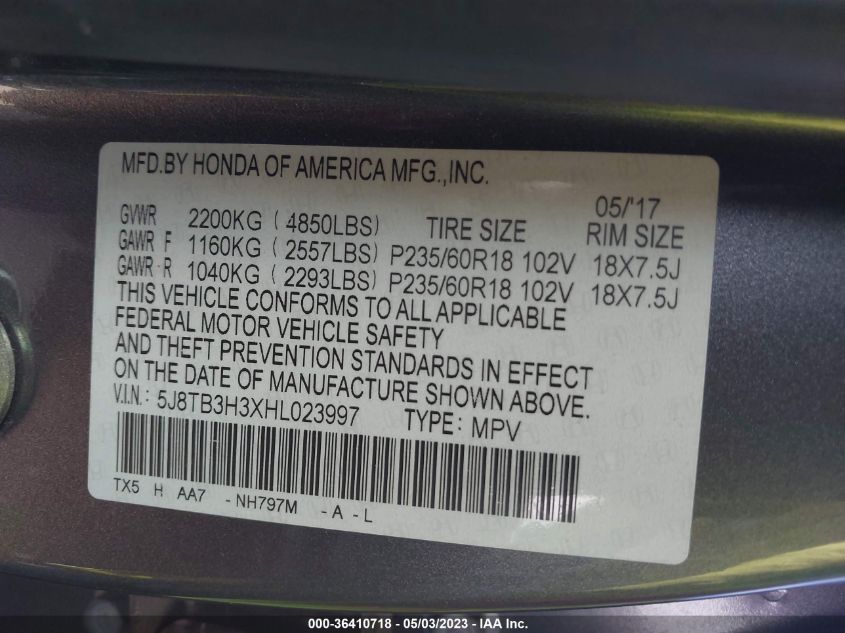 MFD.BY HONDA OF AMERICA MFG.,INC.
05/'17
GVWR 2200KG ( 4850LBS) TIRE SIZE RIM SIZE
GAWR F 1160KG ( 2557LBS) P235/60R18 102V 18X7.5J
GAWR-R 1040KG ( 2293LBS) P235/60R18 102V 18X7.5J
THIS VEHICLE CONFORMS TO ALL APPLICABLE
FEDERAL MOTOR VEHICLE SAFETY
AND THEFT PREVENTION STANDARDS IN EFFECT
ON THE DATE OF MANUFACTURE SHOWN ABOVE.
V.I.N.: 5J8TB3H3XHL023997 TYPE: MPV
TX5 H AA7 -NH797M -A -L
000-36410718 - 05/03/2023 - IAA Inc.